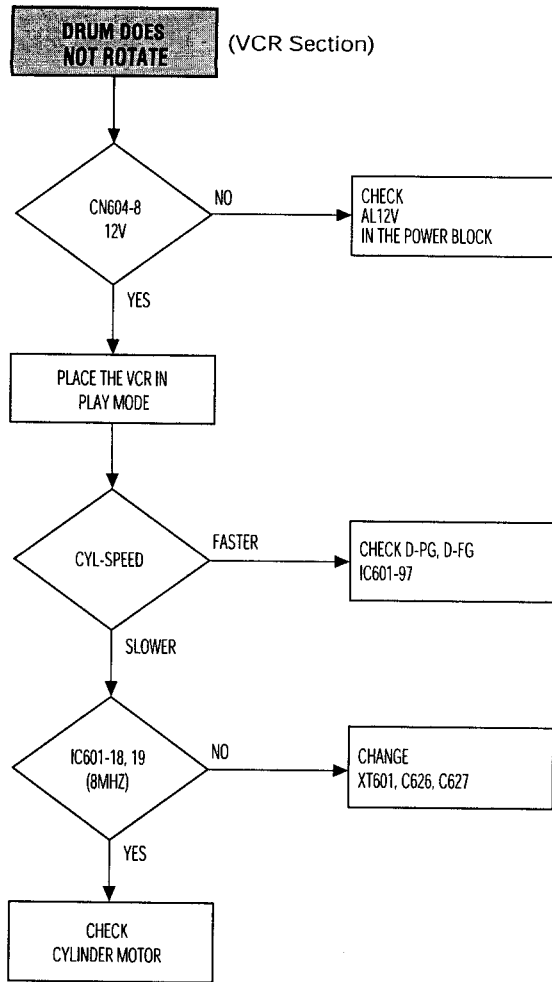 DRUM DOES
NOT ROTATE
(VCR Section)
CN604-8
12V
NO
CHECK
AL12V
IN THE POWER BLOCK
YES
PLACE THE VCR IN
PLAY MODE
CYL-SPEED
FASTER
CHECK D-PG, D-FG
IC601-97
SLOWER
IC601-18, 19
(8MHZ)
NO
CHANGE
XT601, C626, C627
YES
CHECK
CYLINDER MOTOR